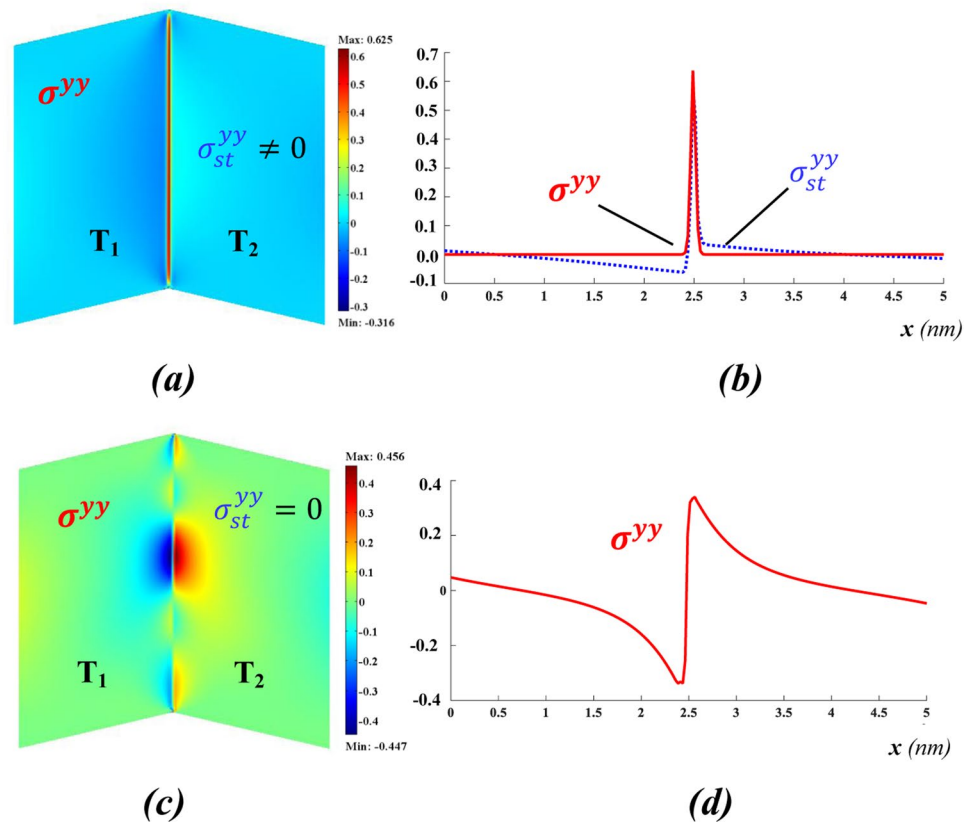 Max: 0.625
0.6
0.5
0.4
0.3
0.2
0.1
0
-0.1
-0.2
-0.3
Min: -0.316
σ^yy
σ_st^yy ≠ 0
T1
T2
(a)
0.7
0.6
0.5
0.4
0.3
0.2
0.1
0.0
-0.1
σ^yy
σ_st^yy
0 0.5 1 1.5 2 2.5 3 3.5 4 4.5 5
x (nm)
(b)
Max: 0.456
0.4
0.3
0.2
0.1
0
-0.1
-0.2
-0.3
-0.4
Min: -0.447
σ^yy
σ_st^yy = 0
T1
T2
(c)
0.4
0.2
0
-0.2
-0.4
σ^yy
0 0.5 1 1.5 2 2.5 3 3.5 4 4.5 5
x (nm)
(d)